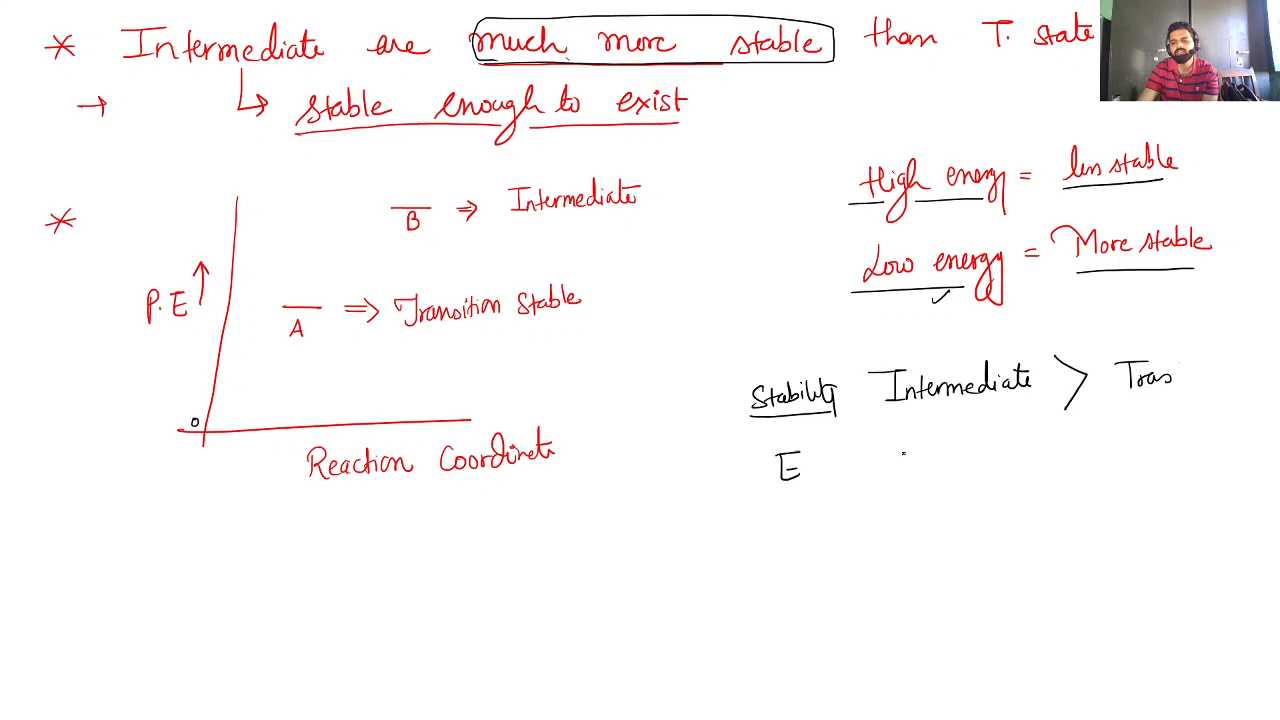 * Intermediate are much more stable than T. state
→ ↳ stable enough to exist
High energy = less stable
* B ⇒ Intermediate
Low energy = More stable
P.E ↑
A ⇒ Transition Stable
Stability Intermediate > Tras
0
Reaction Coordinate
E